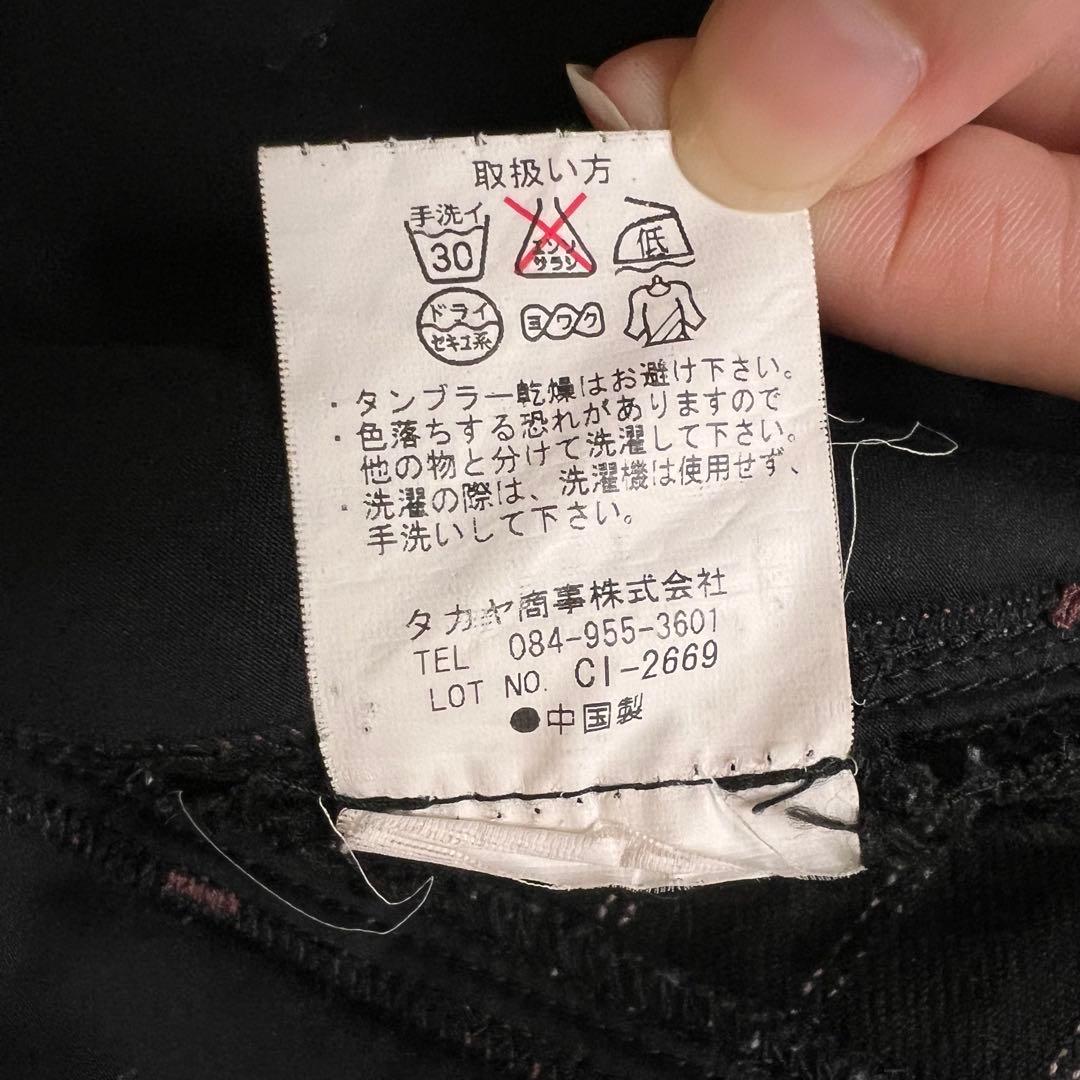 取扱い方
手洗イ
30
エンソ
サラシ
低
ドライ
セキユ系
ヨワク
・タンブラー乾燥はお避け下さい。
・色落ちする恐れがありますので
他の物と分けて洗濯して下さい。
・洗濯の際は、洗濯機は使用せず、
手洗いして下さい。
タカヤ商事株式会社
TEL 084-955-3601
LOT NO. CI-2669
●中国製